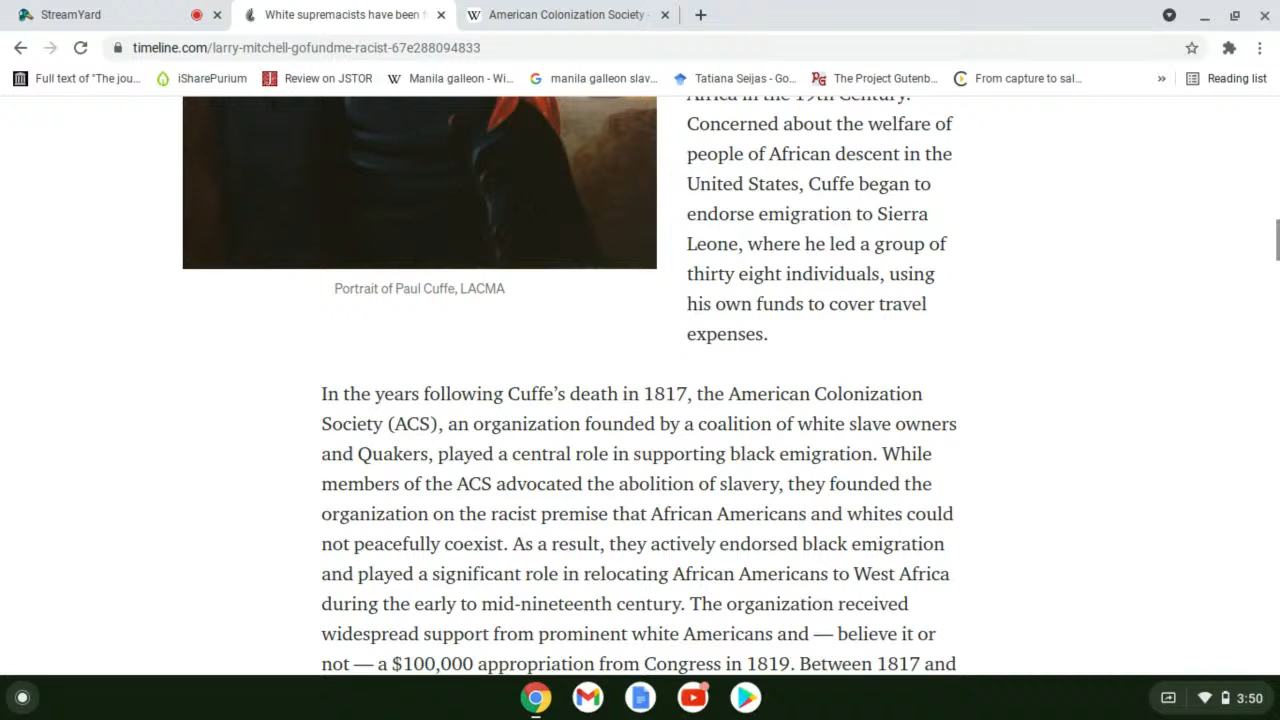 StreamYard
White supremacists have been f
American Colonization Society -
timeline.com/larry-mitchell-gofundme-racist-67e288094833
Full text of "The jou...
iSharePurium
Review on JSTOR
Manila galleon - Wi...
manila galleon slav...
Tatiana Seijas - Go...
The Project Gutenb...
From capture to sal...
»
Reading list
Africa in the 19th Century.
Concerned about the welfare of
people of African descent in the
United States, Cuffe began to
endorse emigration to Sierra
Leone, where he led a group of
thirty eight individuals, using
his own funds to cover travel
expenses.
Portrait of Paul Cuffe, LACMA
In the years following Cuffe’s death in 1817, the American Colonization
Society (ACS), an organization founded by a coalition of white slave owners
and Quakers, played a central role in supporting black emigration. While
members of the ACS advocated the abolition of slavery, they founded the
organization on the racist premise that African Americans and whites could
not peacefully coexist. As a result, they actively endorsed black emigration
and played a significant role in relocating African Americans to West Africa
during the early to mid-nineteenth century. The organization received
widespread support from prominent white Americans and — believe it or
not — a $100,000 appropriation from Congress in 1819. Between 1817 and
3:50